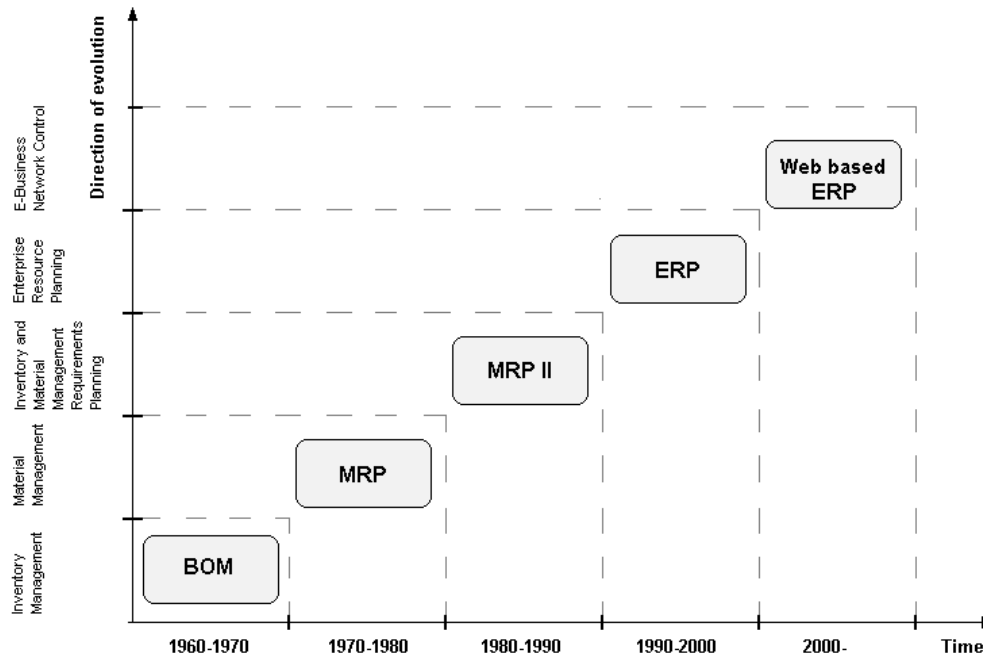 Direction of evolution
E-Business
Network Control
Enterprise
Resource
Planning
Inventory and
Material
Management
Requirements
Planning
Material
Management
Inventory
Management
Web based
ERP
ERP
MRP II
MRP
BOM
1960-1970
1970-1980
1980-1990
1990-2000
2000-
Time